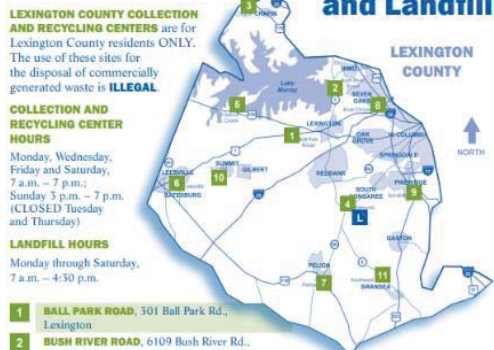 and Landfill
LEXINGTON COUNTY COLLECTION
AND RECYCLING CENTERS are for
Lexington County residents ONLY.
The use of these sites for
the disposal of commercially
generated waste is ILLEGAL.
COLLECTION AND
RECYCLING CENTER
HOURS
Monday, Wednesday,
Friday and Saturday,
7 a.m. – 7 p.m.;
Sunday 3 p.m. – 7 p.m.
(CLOSED Tuesday
and Thursday)
LANDFILL HOURS
Monday through Saturday,
7 a.m. – 4:30 p.m.
1 BALL PARK ROAD, 301 Ball Park Rd.,
Lexington
2 BUSH RIVER ROAD, 6109 Bush River Rd.,
LEXINGTON
COUNTY
NORTH
3
Lake
Murray
2
SEVEN
8
5
LEXINGTON
1
OAK
GROVE
SPRINGDALE
SUMMIT
10
GILBERT
LEESVILLE
6
BATESBURG
REDBANK
9
SOUTH
CONGAREE
4
L
GASTON
PELION
7
11
SWANSEA